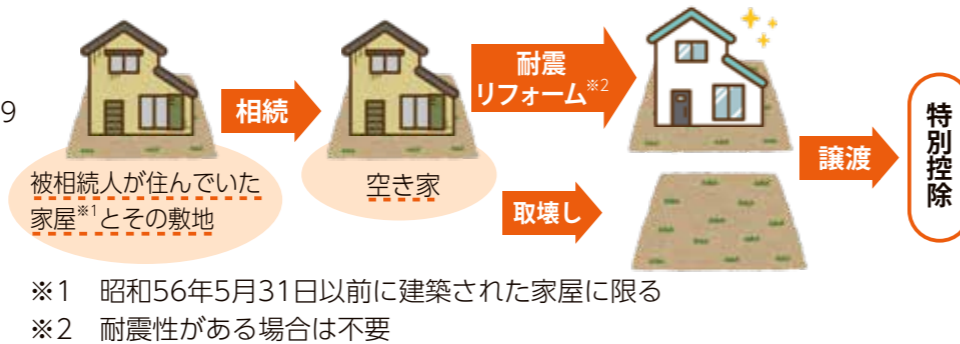 9
被相続人が住んでいた
家屋※1とその敷地
相続
空き家
耐震
リフォーム※2
取壊し
譲渡
特別控除
※1　昭和56年5月31日以前に建築された家屋に限る
※2　耐震性がある場合は不要